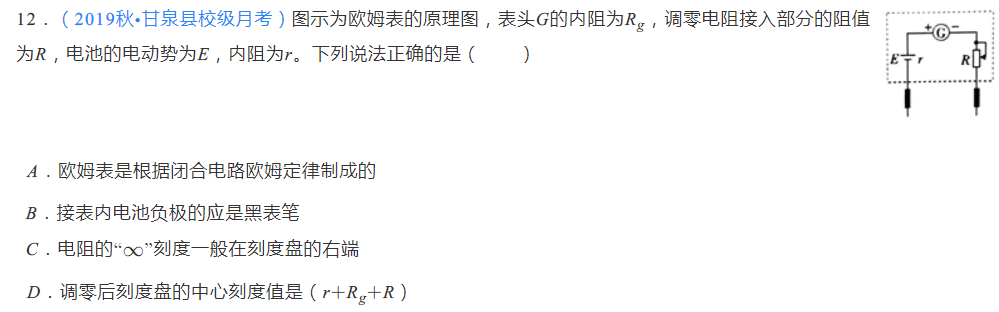 12．（2019秋•甘泉县校级月考）图示为欧姆表的原理图，表头G的内阻为Rg，调零电阻接入部分的阻值
为R，电池的电动势为E，内阻为r。下列说法正确的是（　　）
+ G −
E r R
A．欧姆表是根据闭合电路欧姆定律制成的
B．接表内电池负极的应是黑表笔
C．电阻的“∞”刻度一般在刻度盘的右端
D．调零后刻度盘的中心刻度值是（r+Rg+R）